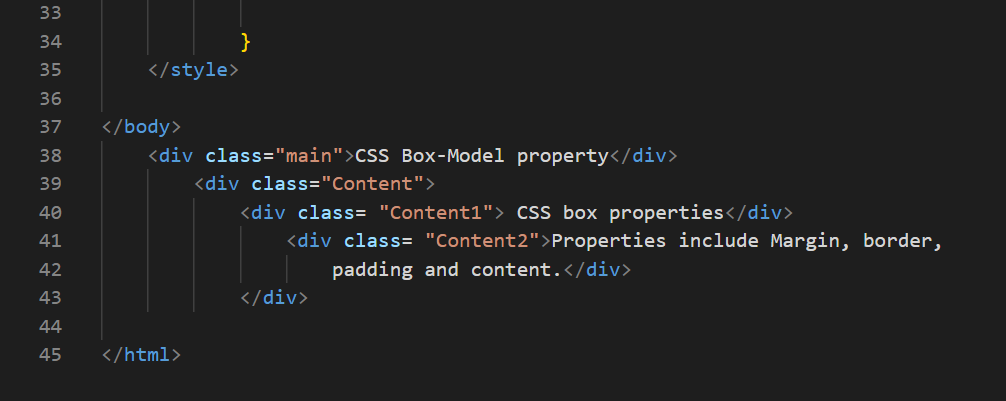 33
34 }
35 </style>
36
37 </body>
38 <div class="main">CSS Box-Model property</div>
39 <div class="Content">
40 <div class= "Content1"> CSS box properties</div>
41 <div class= "Content2">Properties include Margin, border,
42 padding and content.</div>
43 </div>
44
45 </html>